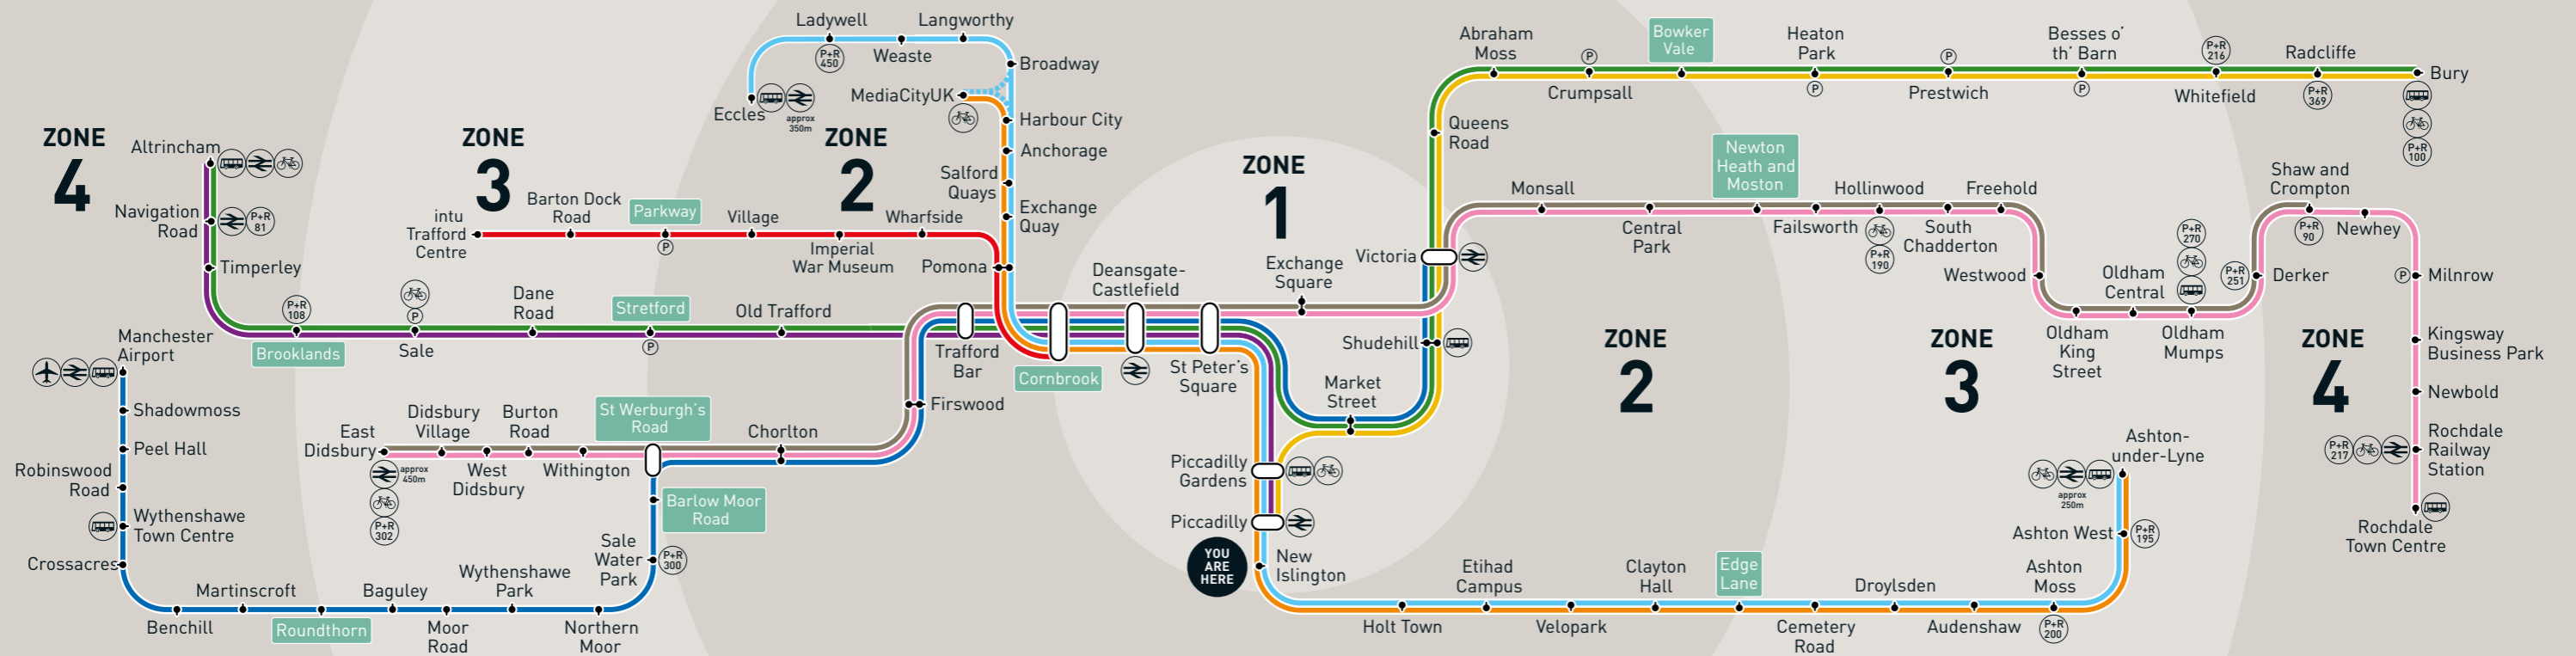 ZONE
4
ZONE
3
ZONE
2
ZONE
1
ZONE
2
ZONE
3
ZONE
4
Altrincham
Navigation
Road
P+R
81
Timperley
P+R
108
Brooklands
P
Sale
Dane
Road
Stretford
P
Old Trafford
Trafford
Bar
Cornbrook
Deansgate-
Castlefield
St Peter's
Square
Eccles
approx
350m
Ladywell
P+R
450
Weaste
Langworthy
Broadway
MediaCityUK
Harbour City
Anchorage
Salford
Quays
Exchange
Quay
Pomona
intu
Trafford
Centre
Barton Dock
Road
Parkway
P
Village
Imperial
War Museum
Wharfside
Manchester
Airport
Shadowmoss
Peel Hall
Robinswood
Road
Wythenshawe
Town Centre
Crossacres
Benchill
Martinscroft
Roundthorn
Baguley
Moor
Road
Wythenshawe
Park
Northern
Moor
Sale
Water
Park
P+R
300
Barlow Moor
Road
St Werburgh's
Road
East
Didsbury
approx
450m
P+R
302
Didsbury
Village
West
Didsbury
Burton
Road
Withington
Chorlton
Firswood
Exchange
Square
Victoria
Shudehill
Market
Street
Piccadilly
Gardens
Piccadilly
YOU
ARE
HERE
New
Islington
Queens
Road
Abraham
Moss
P
Crumpsall
Bowker
Vale
Heaton
Park
P
P
Prestwich
Besses o'
th' Barn
P
P+R
216
Whitefield
Radcliffe
P+R
369
Bury
P+R
100
Monsall
Central
Park
Newton
Heath and
Moston
Failsworth
Hollinwood
P+R
190
South
Chadderton
Freehold
Westwood
Oldham
King
Street
Oldham
Central
P+R
270
Oldham
Mumps
P+R
251
Derker
Shaw and
Crompton
P+R
90
Newhey
P
Milnrow
Kingsway
Business Park
Newbold
P+R
217
Rochdale
Railway
Station
Rochdale
Town Centre
Holt Town
Etihad
Campus
Velopark
Clayton
Hall
Edge
Lane
Cemetery
Road
Droylsden
Audenshaw
Ashton
Moss
P+R
200
Ashton West
P+R
195
Ashton-
under-Lyne
approx
250m